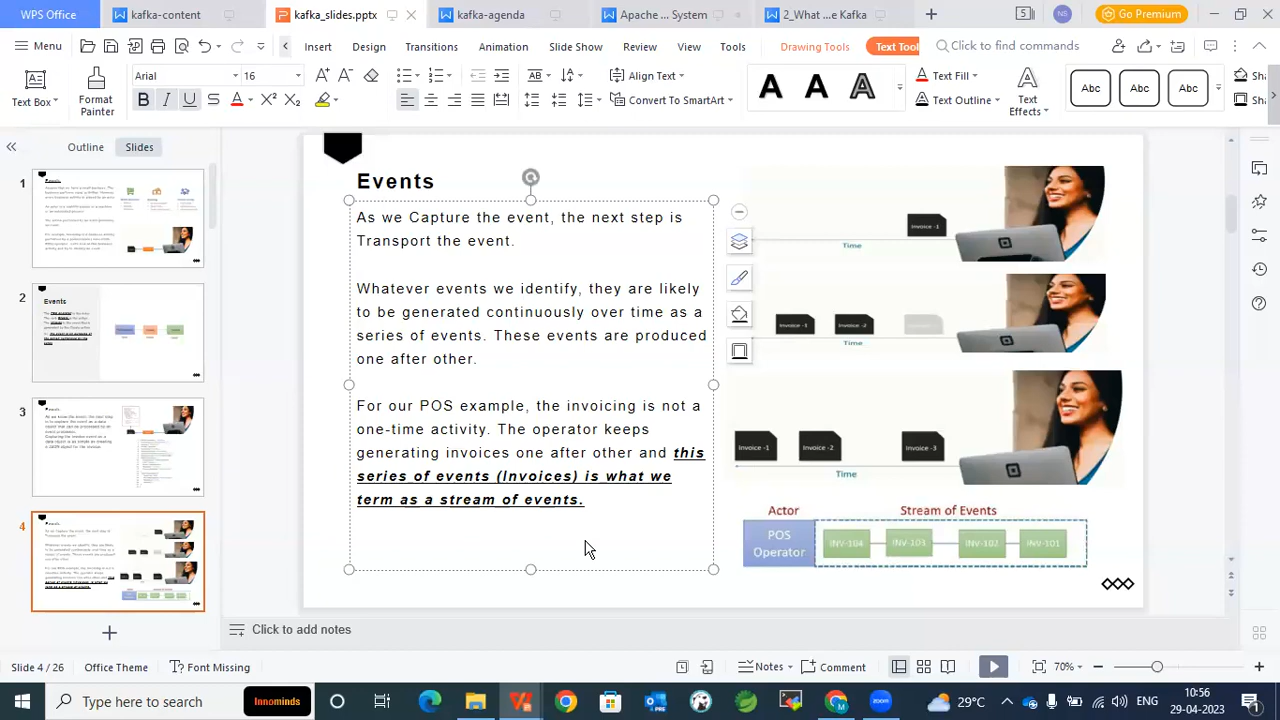 WPS Office
kafka-content
kafka_slides.pptx
kafka-agenda
Apache ... System
2_What ...e Kafka
NS
Go Premium
Menu
Insert
Design
Transitions
Animation
Slide Show
Review
View
Tools
Drawing Tools
Text Tool
Click to find commands
Text Box
Format
Painter
Arial
16
Align Text
Convert To SmartArt
Text Fill
Text Outline
Text
Effects
Abc
Abc
Abc
Sha
Sha
Outline
Slides
1
2
Events
3
4
Events
As we Capture the event, the next step is
Transport the event.
Whatever events we identify, they are likely
to be generated continuously over time as a
series of events. These events are produced
one after other.
For our POS example, the invoicing is not a
one-time activity. The operator keeps
generating invoices one after other and this
series of events (Invoices) is what we
term as a stream of events.
Invoice -1
Time
Invoice -3
Invoice -2
Time
Invoice -1
Invoice -2
Invoice -3
Time
Actor
Stream of Events
Operator
INV-104
INV-103
INV-102
INV-101
Click to add notes
Slide 4 / 26
Office Theme
Font Missing
Notes
Comment
70%
Type here to search
Innominds
29°C
ENG
10:56
29-04-2023